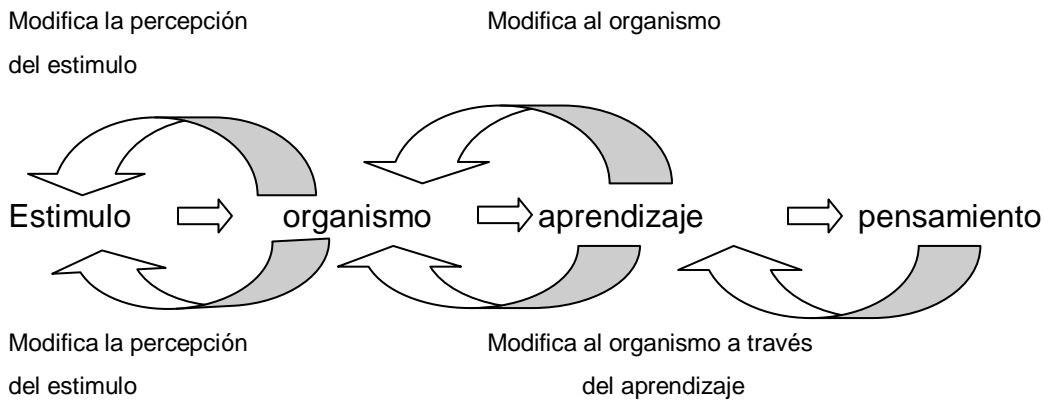 Modifica la percepción Modifica al organismo
del estimulo
Estimulo organismo aprendizaje pensamiento
Modifica la percepción Modifica al organismo a través
del estimulo del aprendizaje